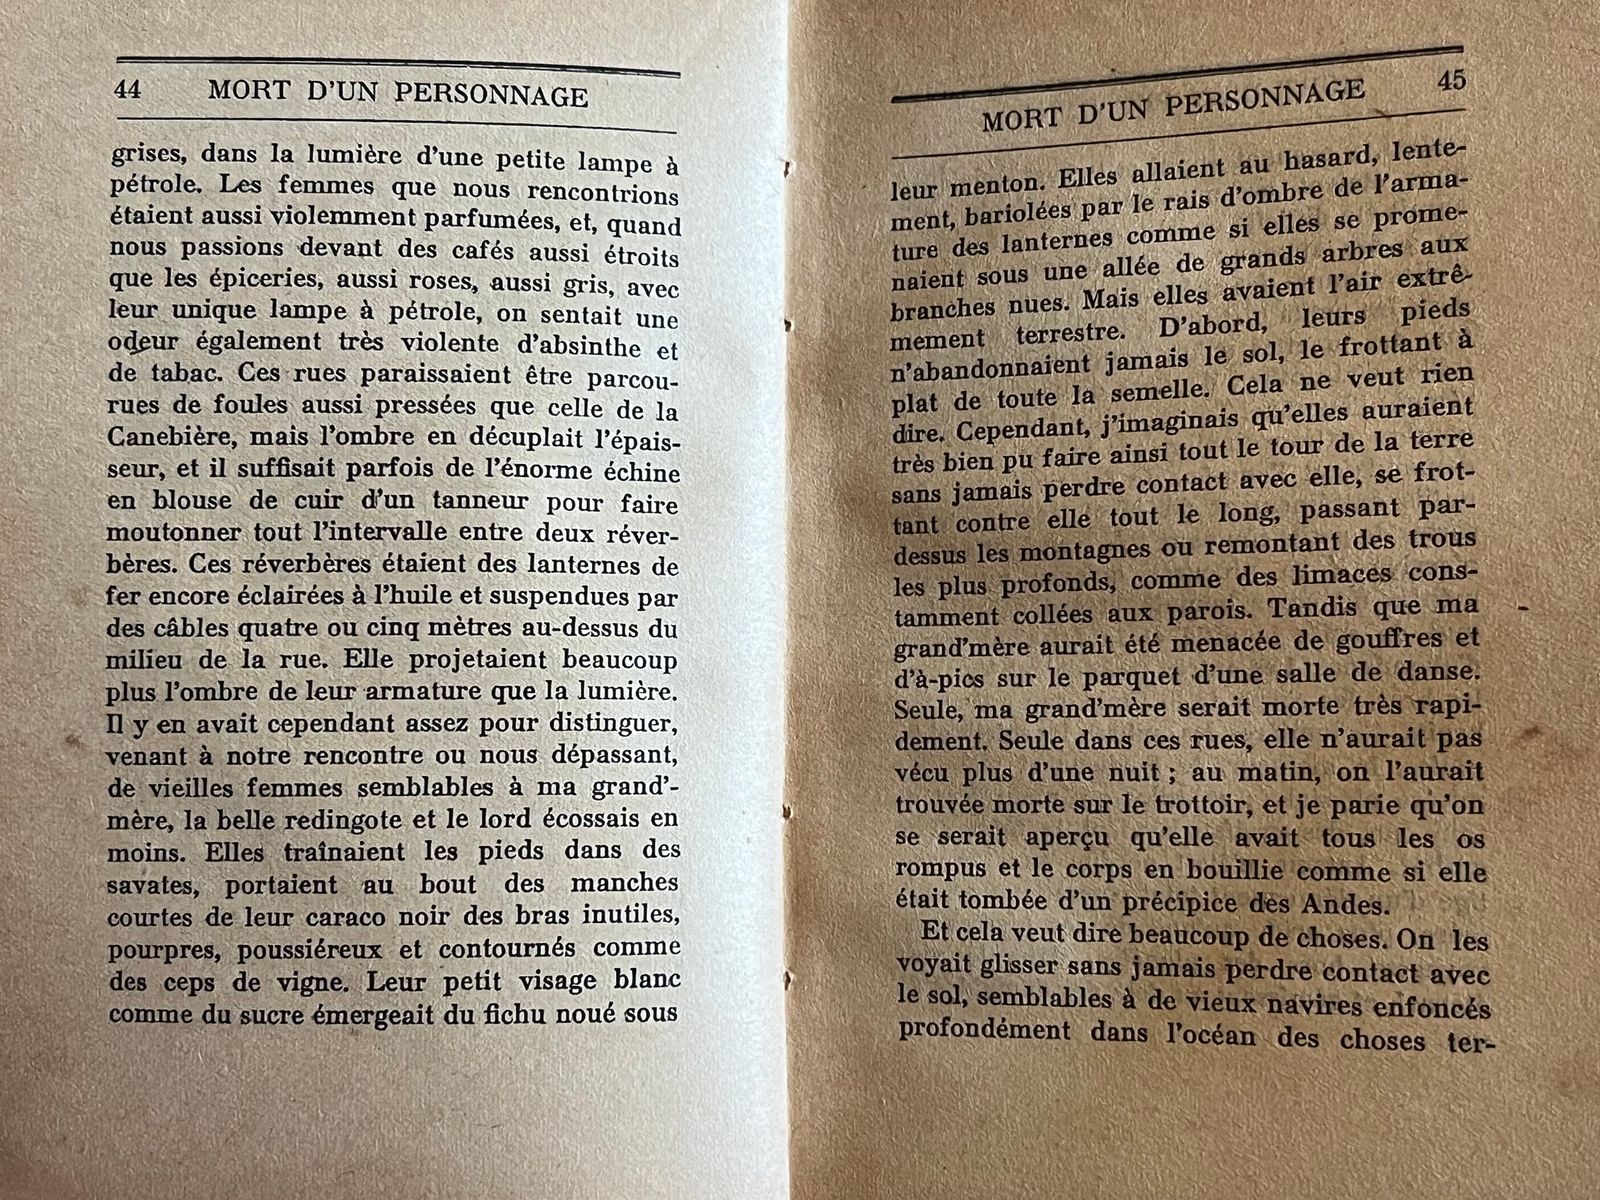 44 MORT D'UN PERSONNAGE
grises, dans la lumière d'une petite lampe à
pétrole. Les femmes que nous rencontrions
étaient aussi violemment parfumées, et, quand
nous passions devant des cafés aussi étroits
que les épiceries, aussi roses, aussi gris, avec
leur unique lampe à pétrole, on sentait une
odeur également très violente d'absinthe et
de tabac. Ces rues paraissaient être parcou-
rues de foules aussi pressées que celle de la
Canebière, mais l'ombre en décuplait l'épais-
seur, et il suffisait parfois de l'énorme échine
en blouse de cuir d'un tanneur pour faire
moutonner tout l'intervalle entre deux réver-
bères. Ces réverbères étaient des lanternes de
fer encore éclairées à l'huile et suspendues par
des câbles quatre ou cinq mètres au-dessus du
milieu de la rue. Elle projetaient beaucoup
plus l'ombre de leur armature que la lumière.
Il y en avait cependant assez pour distinguer,
venant à notre rencontre ou nous dépassant,
de vieilles femmes semblables à ma grand'-
mère, la belle redingote et le lord écossais en
moins. Elles traînaient les pieds dans des
savates, portaient au bout des manches
courtes de leur caraco noir des bras inutiles,
pourpres, poussiéreux et contournés comme
des ceps de vigne. Leur petit visage blanc
comme du sucre émergeait du fichu noué sous
MORT D'UN PERSONNAGE 45
leur menton. Elles allaient au hasard, lente-
ment, bariolées par le rais d'ombre de l'arma-
ture des lanternes comme si elles se prome-
naient sous une allée de grands arbres aux
branches nues. Mais elles avaient l'air extrê-
mement terrestre. D'abord, leurs pieds
n'abandonnaient jamais le sol, le frottant à
plat de toute la semelle. Cela ne veut rien
dire. Cependant, j'imaginais qu'elles auraient
très bien pu faire ainsi tout le tour de la terre
sans jamais perdre contact avec elle, se frot-
tant contre elle tout le long, passant par-
dessus les montagnes ou remontant des trous
les plus profonds, comme des limaces cons-
tamment collées aux parois. Tandis que ma
grand'mère aurait été menacée de gouffres et
d'à-pics sur le parquet d'une salle de danse.
Seule, ma grand'mère serait morte très rapi-
dement. Seule dans ces rues, elle n'aurait pas
vécu plus d'une nuit ; au matin, on l'aurait
trouvée morte sur le trottoir, et je parie qu'on
se serait aperçu qu'elle avait tous les os
rompus et le corps en bouillie comme si elle
était tombée d'un précipice des Andes.
Et cela veut dire beaucoup de choses. On les
voyait glisser sans jamais perdre contact avec
le sol, semblables à de vieux navires enfoncés
profondément dans l'océan des choses ter-